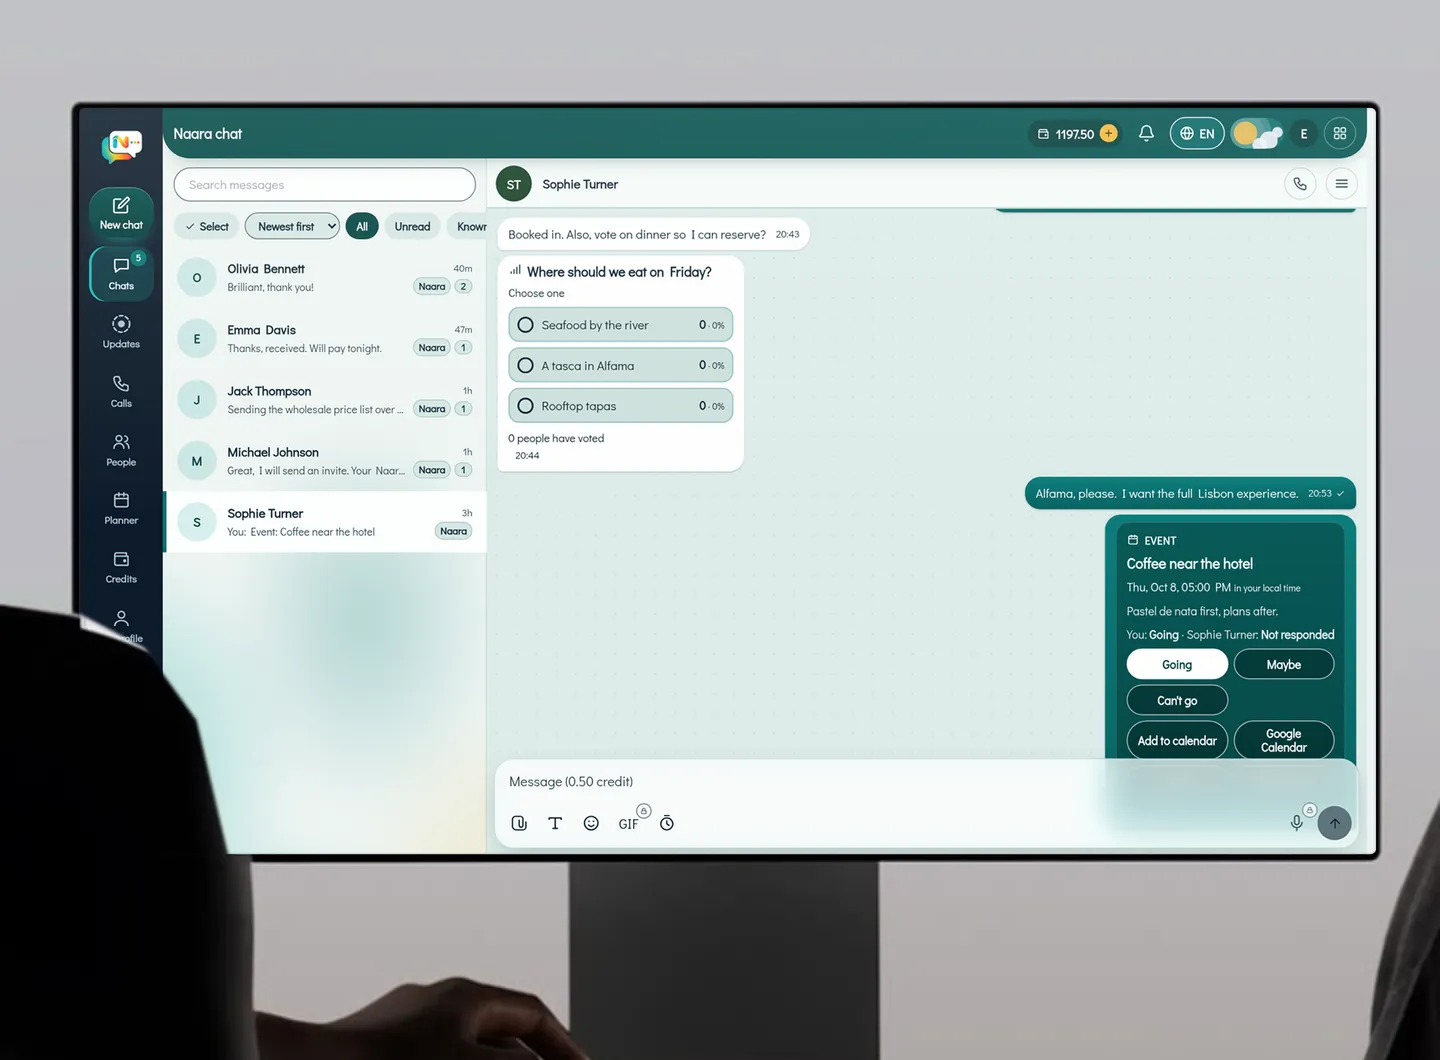 N
Naara chat
1197.50
+
EN
E
New chat
5
Chats
Updates
Calls
People
Planner
Credits
ofile
Search messages
Select
Newest first
All
Unread
Know
O
Olivia Bennett
40m
Brilliant, thank you!
Naara
2
E
Emma Davis
47m
Thanks, received. Will pay tonight.
Naara
1
J
Jack Thompson
1h
Sending the wholesale price list over ...
Naara
1
M
Michael Johnson
1h
Great, I will send an invite. Your Naar...
Naara
1
S
Sophie Turner
3h
You: Event: Coffee near the hotel
Naara
ST
Sophie Turner
Booked in. Also, vote on dinner so I can reserve? 20:43
Where should we eat on Friday?
Choose one
Seafood by the river 0 · 0%
A tasca in Alfama 0 · 0%
Rooftop tapas 0 · 0%
0 people have voted
20:44
Alfama, please. I want the full Lisbon experience. 20:53
EVENT
Coffee near the hotel
Thu, Oct 8, 05:00 PM in your local time
Pastel de nata first, plans after.
You: Going · Sophie Turner: Not responded
Going
Maybe
Can't go
Add to calendar
Google
Calendar
Message (0.50 credit)
T
GIF